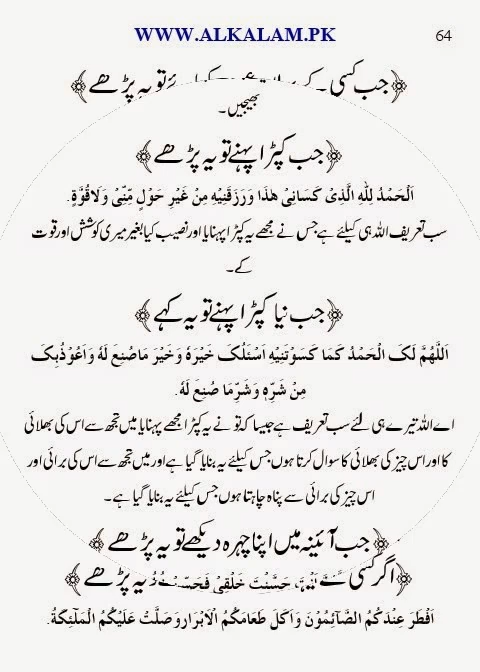 WWW.ALKALAM.PK 64
جب کسی تو یہ پڑھے
بھیجیں۔
جب کپڑا پہنے تو یہ پڑھے
اَلْحَمْدُ لِلّٰهِ الَّذِیْ کَسَانِیْ هٰذَا وَرَزَقَنِیْهِ مِنْ غَیْرِ حَوْلٍ مِّنِّیْ وَلَا قُوَّةٍ.
سب تعریف اللہ ہی کیلئے ہے جس نے مجھے یہ کپڑا پہنایا اور نصیب کیا بغیر میری کوشش اور قوت
کے۔
جب نیا کپڑا پہنے تو یہ کہے
اَللّٰهُمَّ لَکَ الْحَمْدُ کَمَا کَسَوْتَنِیْهِ اَسْئَلُکَ خَیْرَهٗ وَخَیْرَ مَاصُنِعَ لَهٗ وَاَعُوْذُبِکَ
مِنْ شَرِّهٖ وَشَرِّمَا صُنِعَ لَهٗ.
اے اللہ تیرے ہی لئے سب تعریف ہے جیسا کہ تو نے یہ کپڑا مجھے پہنایا میں تجھ سے اس کی بھلائی
کا اور اس چیز کی بھلائی کا سوال کرتا ہوں جس کیلئے یہ بنایا گیا ہے اور میں تجھ سے اس کی برائی اور
اس چیز کی برائی سے پناہ چاہتا ہوں جس کیلئے یہ بنایا گیا ہے۔
جب آئینہ میں اپنا چہرہ دیکھے تو یہ پڑھے
اگر کسی حَسَّنْتَ خَلْقِیْ یہ پڑھے
اَفْطَرَ عِنْدَکُمُ الصَّآئِمُوْنَ وَاَکَلَ طَعَامَکُمُ الْاَبْرَارُ وَصَلَّتْ عَلَیْکُمُ الْمَلٰٓئِکَةُ.